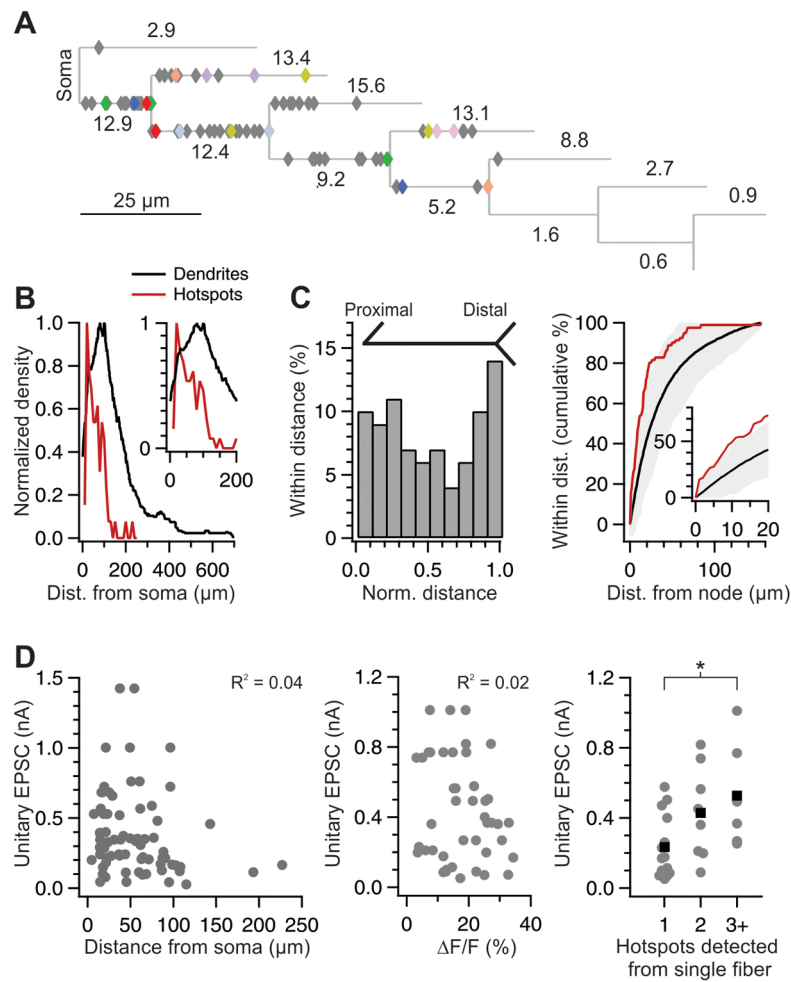 A
Soma
2.9
13.4
15.6
12.9
13.1
12.4
8.8
9.2
2.7
5.2
0.9
25 µm
1.6
0.6
B
Dendrites
Hotspots
Normalized density
1.0
0.8
0.6
0.4
0.2
0.0
0 200 400 600
Dist. from soma (µm)
1
0
0 200
C
Proximal Distal
Within distance (%)
15
10
5
0
0.0 0.5 1.0
Norm. distance
Within dist. (cumulative %)
100
80
60
40
20
0
0 100
Dist. from node (µm)
50
0
0 10 20
D
Unitary EPSC (nA)
1.5
1.0
0.5
0.0
R² = 0.04
0 50 100 150 200 250
Distance from soma (µm)
Unitary EPSC (nA)
1.2
0.8
0.4
0.0
R² = 0.02
0 20 40
ΔF/F (%)
Unitary EPSC (nA)
1.2
0.8
0.4
0.0
*
1 2 3+
Hotspots detected
from single fiber